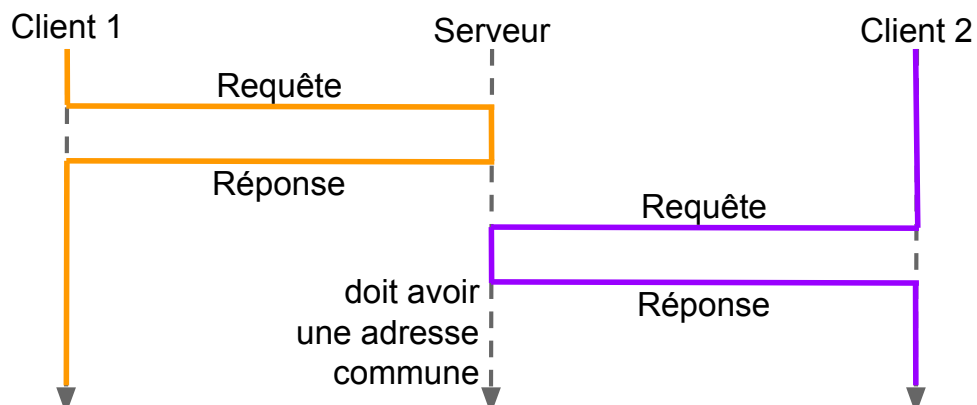 Client 1
Serveur
Client 2
Requête
Réponse
Requête
Réponse
doit avoir
une adresse
commune